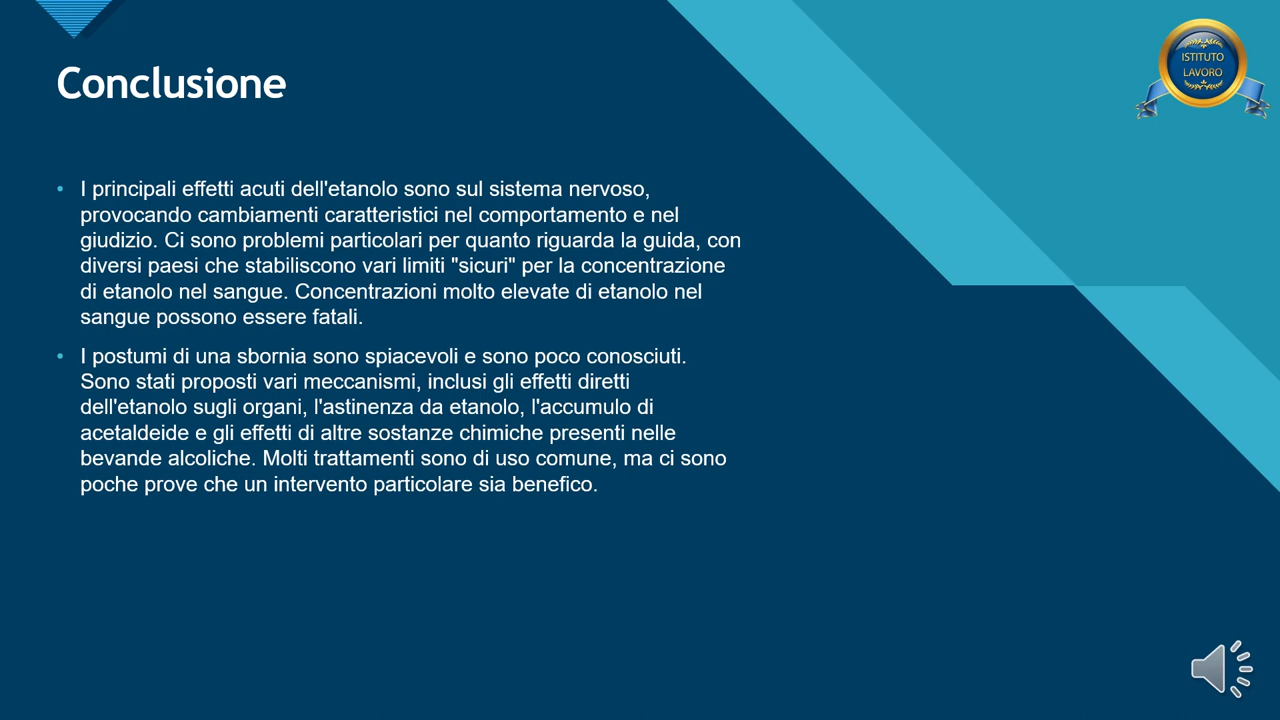 Conclusione
ISTITUTO
LAVORO
• I principali effetti acuti dell'etanolo sono sul sistema nervoso,
provocando cambiamenti caratteristici nel comportamento e nel
giudizio. Ci sono problemi particolari per quanto riguarda la guida, con
diversi paesi che stabiliscono vari limiti "sicuri" per la concentrazione
di etanolo nel sangue. Concentrazioni molto elevate di etanolo nel
sangue possono essere fatali.
• I postumi di una sbornia sono spiacevoli e sono poco conosciuti.
Sono stati proposti vari meccanismi, inclusi gli effetti diretti
dell'etanolo sugli organi, l'astinenza da etanolo, l'accumulo di
acetaldeide e gli effetti di altre sostanze chimiche presenti nelle
bevande alcoliche. Molti trattamenti sono di uso comune, ma ci sono
poche prove che un intervento particolare sia benefico.